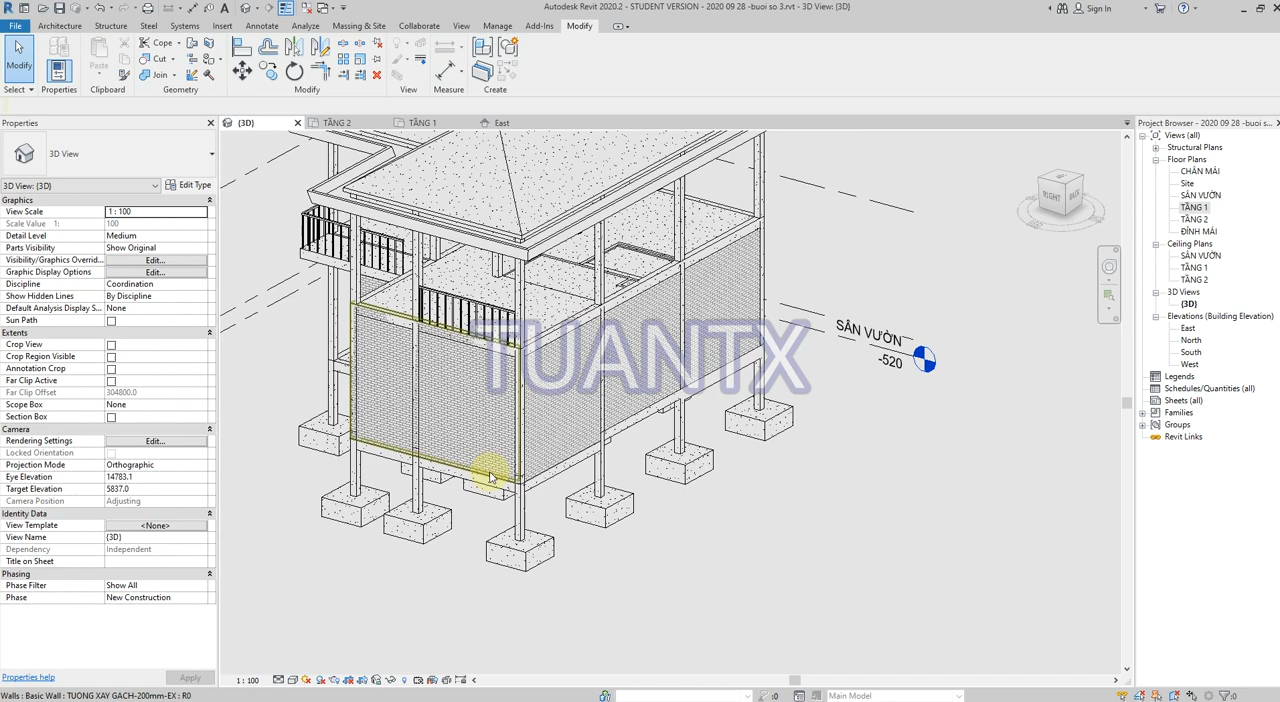 Autodesk Revit 2020.2 - STUDENT VERSION - 2020 09 28 -buoi so 3.rvt - 3D View: {3D}
Sign In
File Architecture Structure Steel Systems Insert Annotate Analyze Massing & Site Collaborate View Manage Add-Ins Modify
Modify Paste Cope Cut Join
Select Properties Clipboard Geometry Modify View Measure Create
Properties
3D View
3D View: {3D} Edit Type
Graphics
View Scale 1 : 100
Scale Value 1: 100
Detail Level Medium
Parts Visibility Show Original
Visibility/Graphics Overrid... Edit...
Graphic Display Options Edit...
Discipline Coordination
Show Hidden Lines By Discipline
Default Analysis Display S... None
Sun Path
Extents
Crop View
Crop Region Visible
Annotation Crop
Far Clip Active
Far Clip Offset 304800.0
Scope Box None
Section Box
Camera
Rendering Settings Edit...
Locked Orientation
Projection Mode Orthographic
Eye Elevation 14783.1
Target Elevation 5837.0
Camera Position Adjusting
Identity Data
View Template <None>
View Name {3D}
Dependency Independent
Title on Sheet
Phasing
Phase Filter Show All
Phase New Construction
Properties help Apply
{3D} TẦNG 2 TẦNG 1 East
RIGHT BACK
TUANTX
SÂN VƯỜN
-520
1 : 100
Project Browser - 2020 09 28 -buoi so 3.rvt
Views (all)
Structural Plans
Floor Plans
CHÂN MÁI
Site
SÂN VƯỜN
TẦNG 1
TẦNG 2
ĐỈNH MÁI
Ceiling Plans
SÂN VƯỜN
TẦNG 1
TẦNG 2
3D Views
{3D}
Elevations (Building Elevation)
East
North
South
West
Legends
Schedules/Quantities (all)
Sheets (all)
Families
Groups
Revit Links
Walls : Basic Wall : TUONG XAY GACH-200mm-EX : R0
:0 Main Model :0